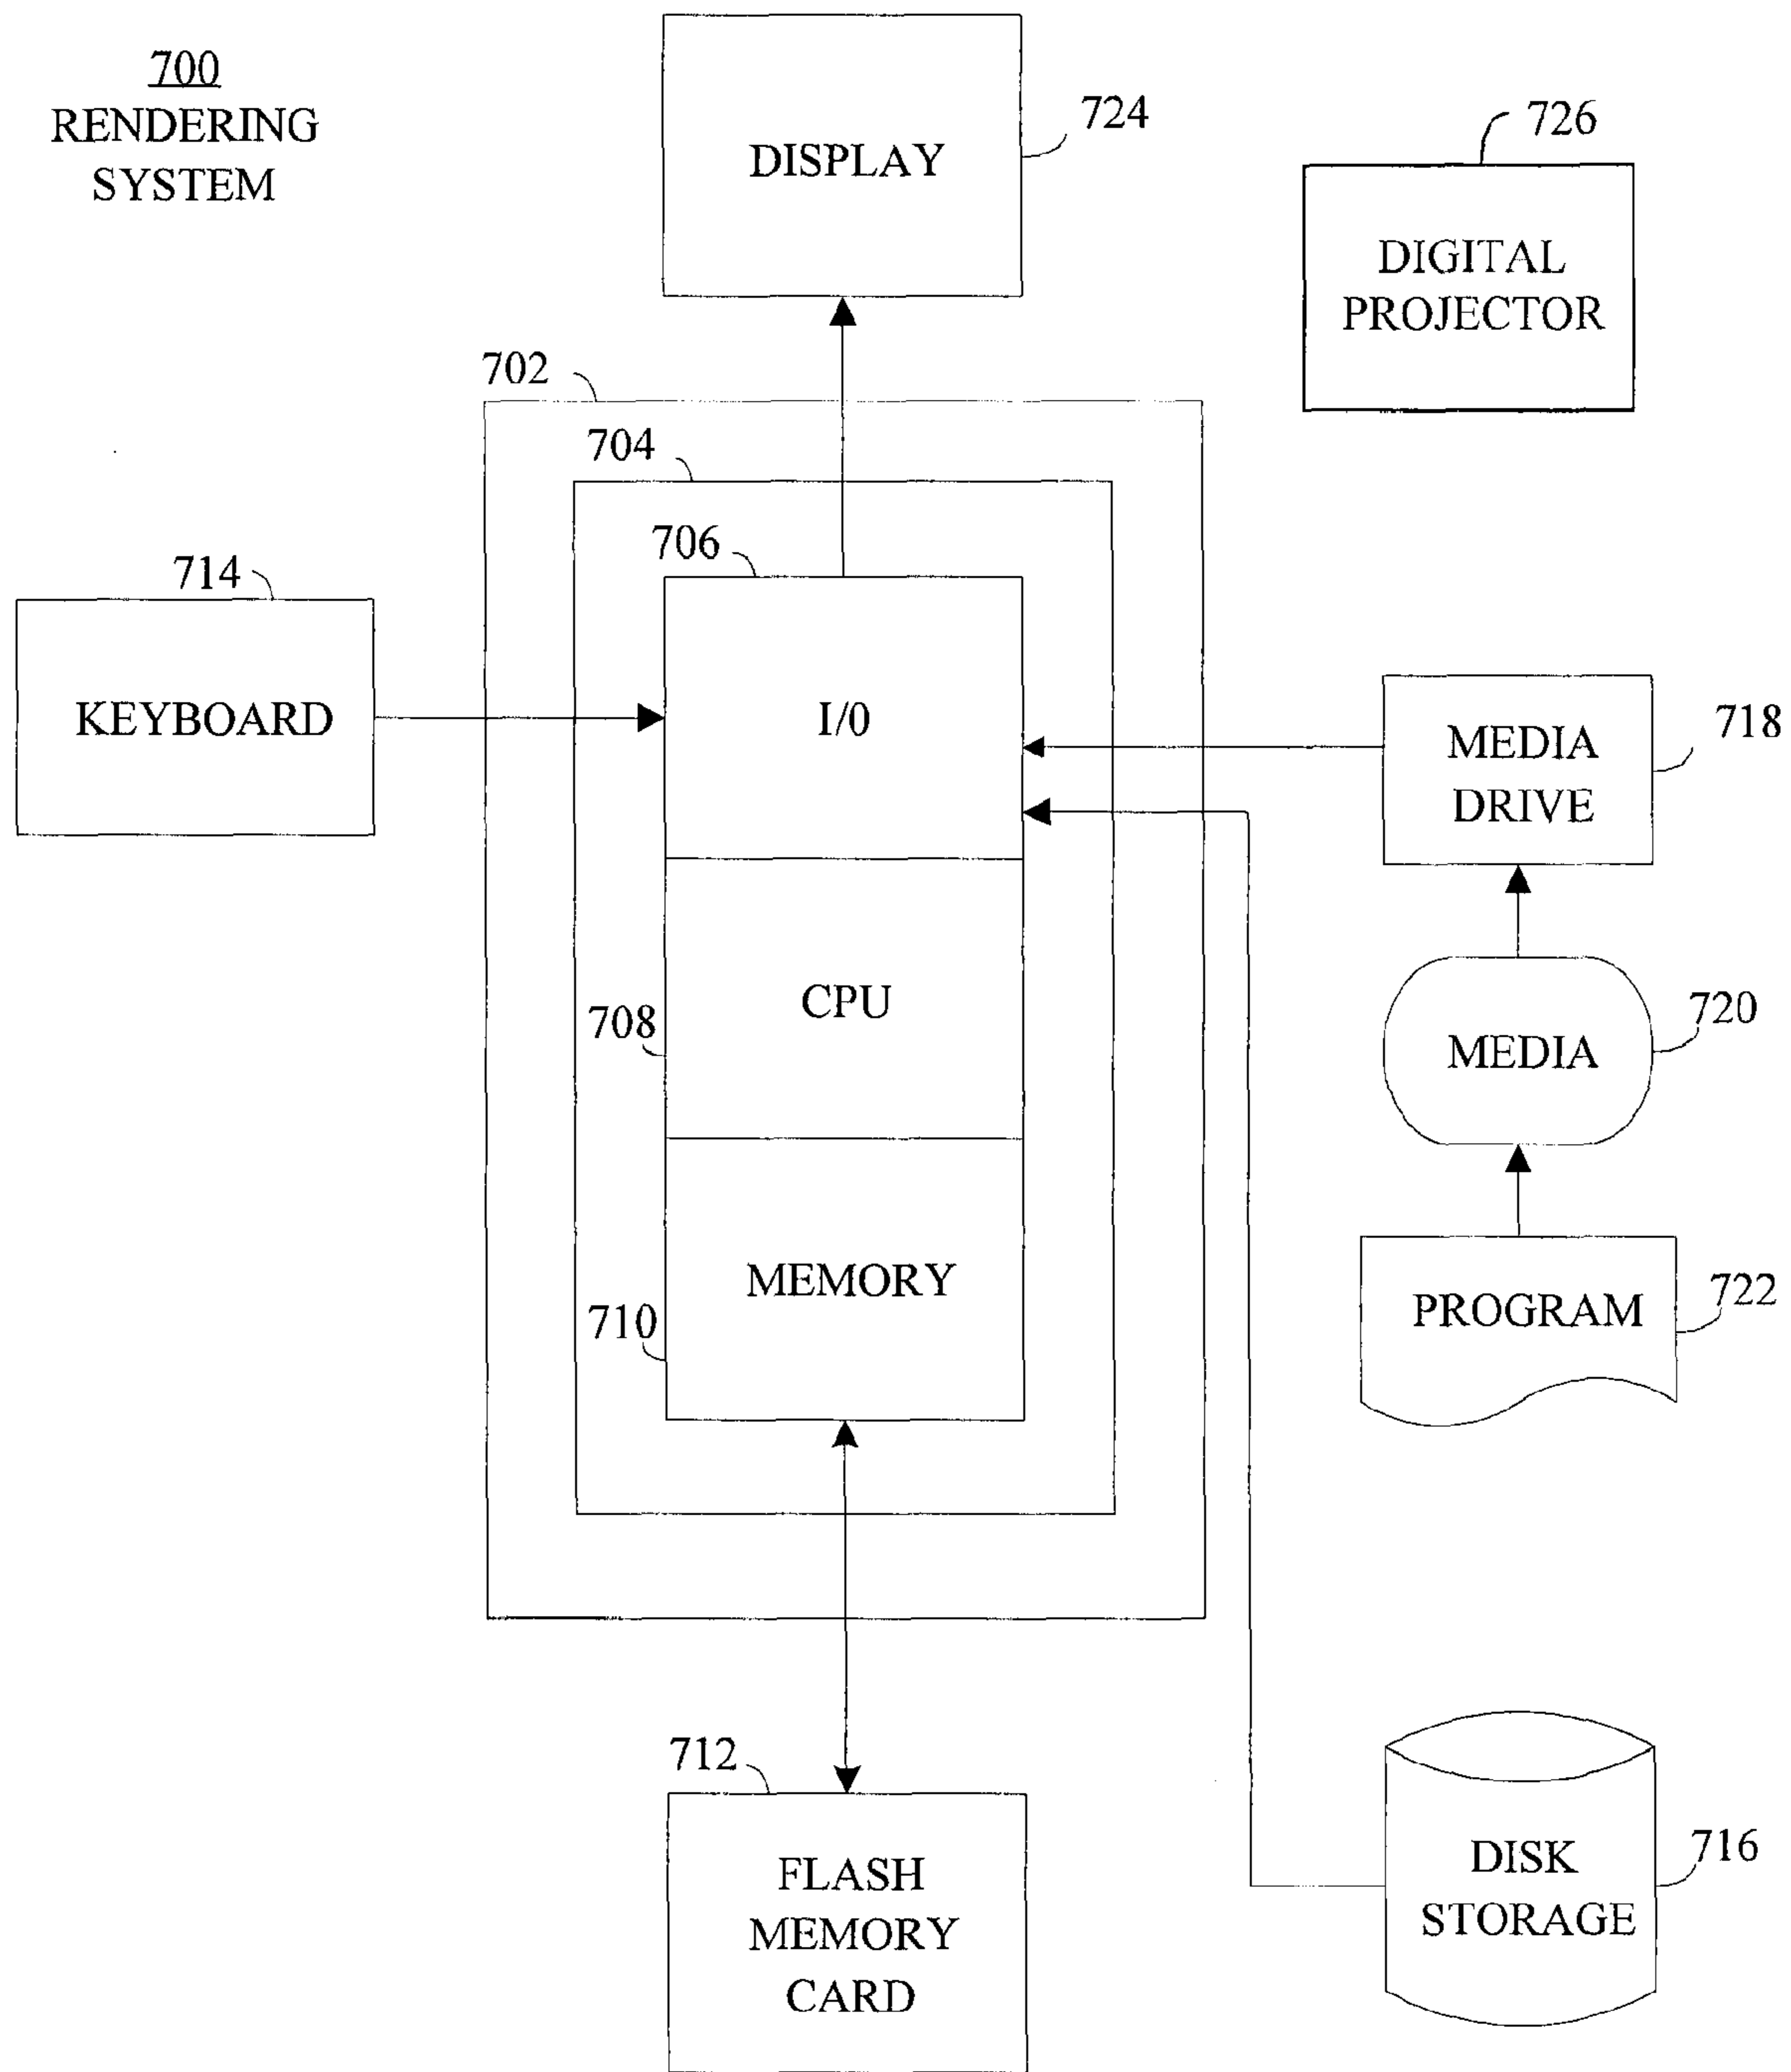 700
RENDERING
SYSTEM
DISPLAY
724
726
DIGITAL
PROJECTOR
702
704
706
714
KEYBOARD
I/0
718
MEDIA
DRIVE
708
CPU
720
MEDIA
710
MEMORY
722
PROGRAM
712
FLASH
MEMORY
CARD
716
DISK
STORAGE